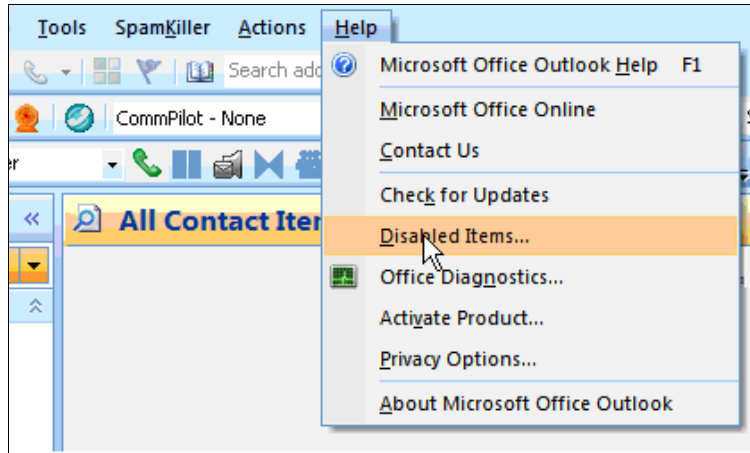 Tools SpamKiller Actions Help
Search add
Microsoft Office Outlook Help F1
CommPilot - None
Microsoft Office Online
Contact Us
Check for Updates
All Contact Iter
Disabled Items...
Office Diagnostics...
Activate Product...
Privacy Options...
About Microsoft Office Outlook